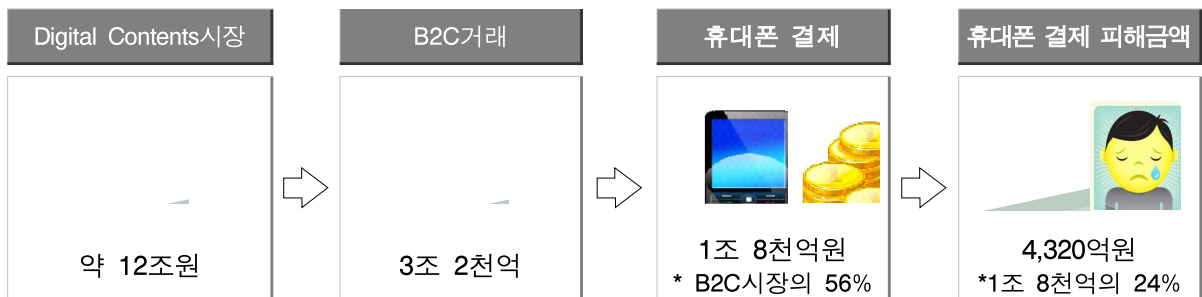 Digital Contents시장
B2C거래
휴대폰 결제
휴대폰 결제 피해금액
약 12조원
3조 2천억
1조 8천억원
* B2C시장의 56%
4,320억원
*1조 8천억의 24%